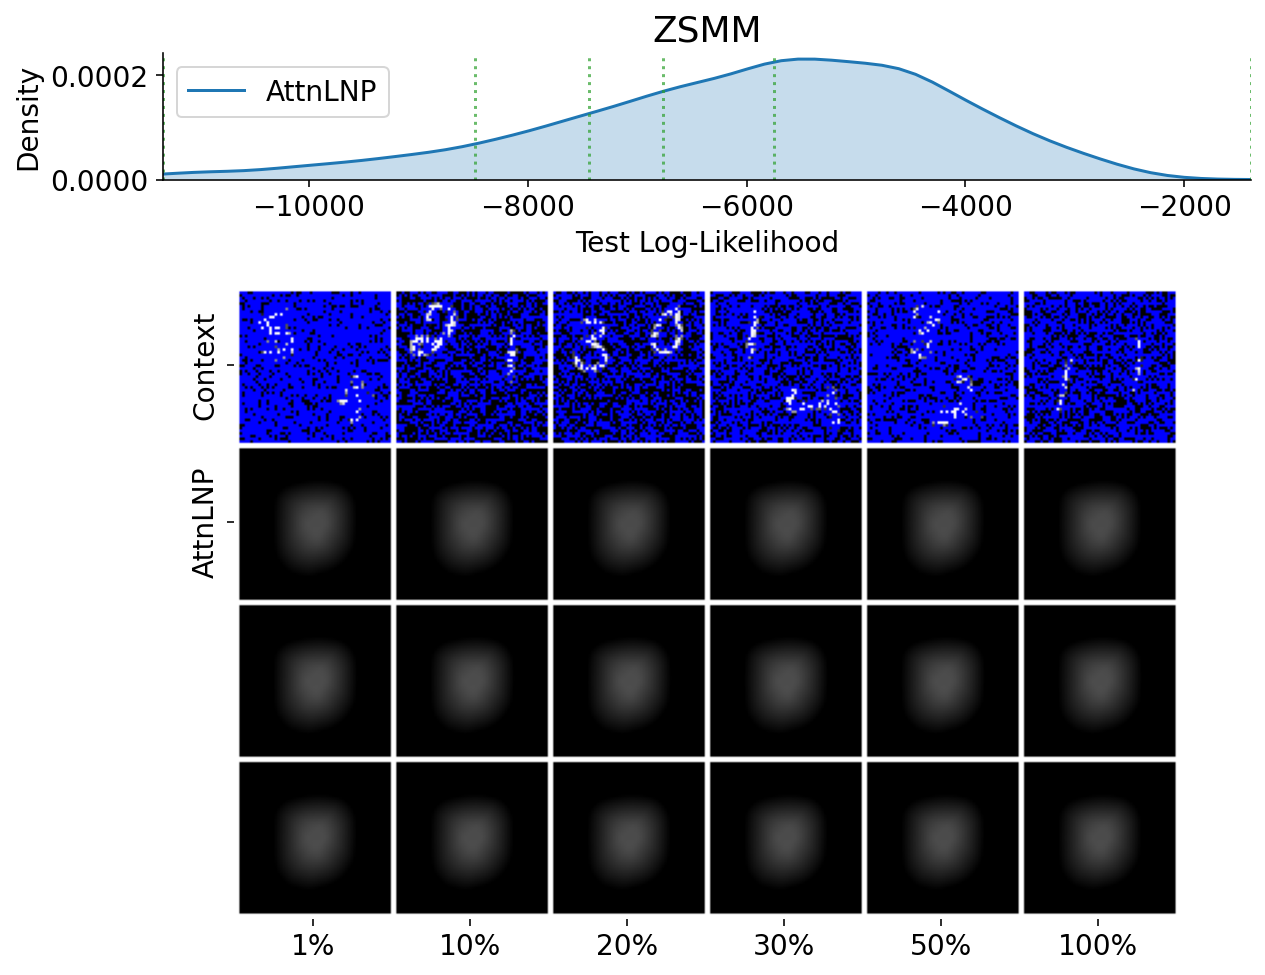 ZSMM
Density
0.0002
0.0000
AttnLNP
−10000 −8000 −6000 −4000 −2000
Test Log-Likelihood
Context
AttnLNP
1% 10% 20% 30% 50% 100%